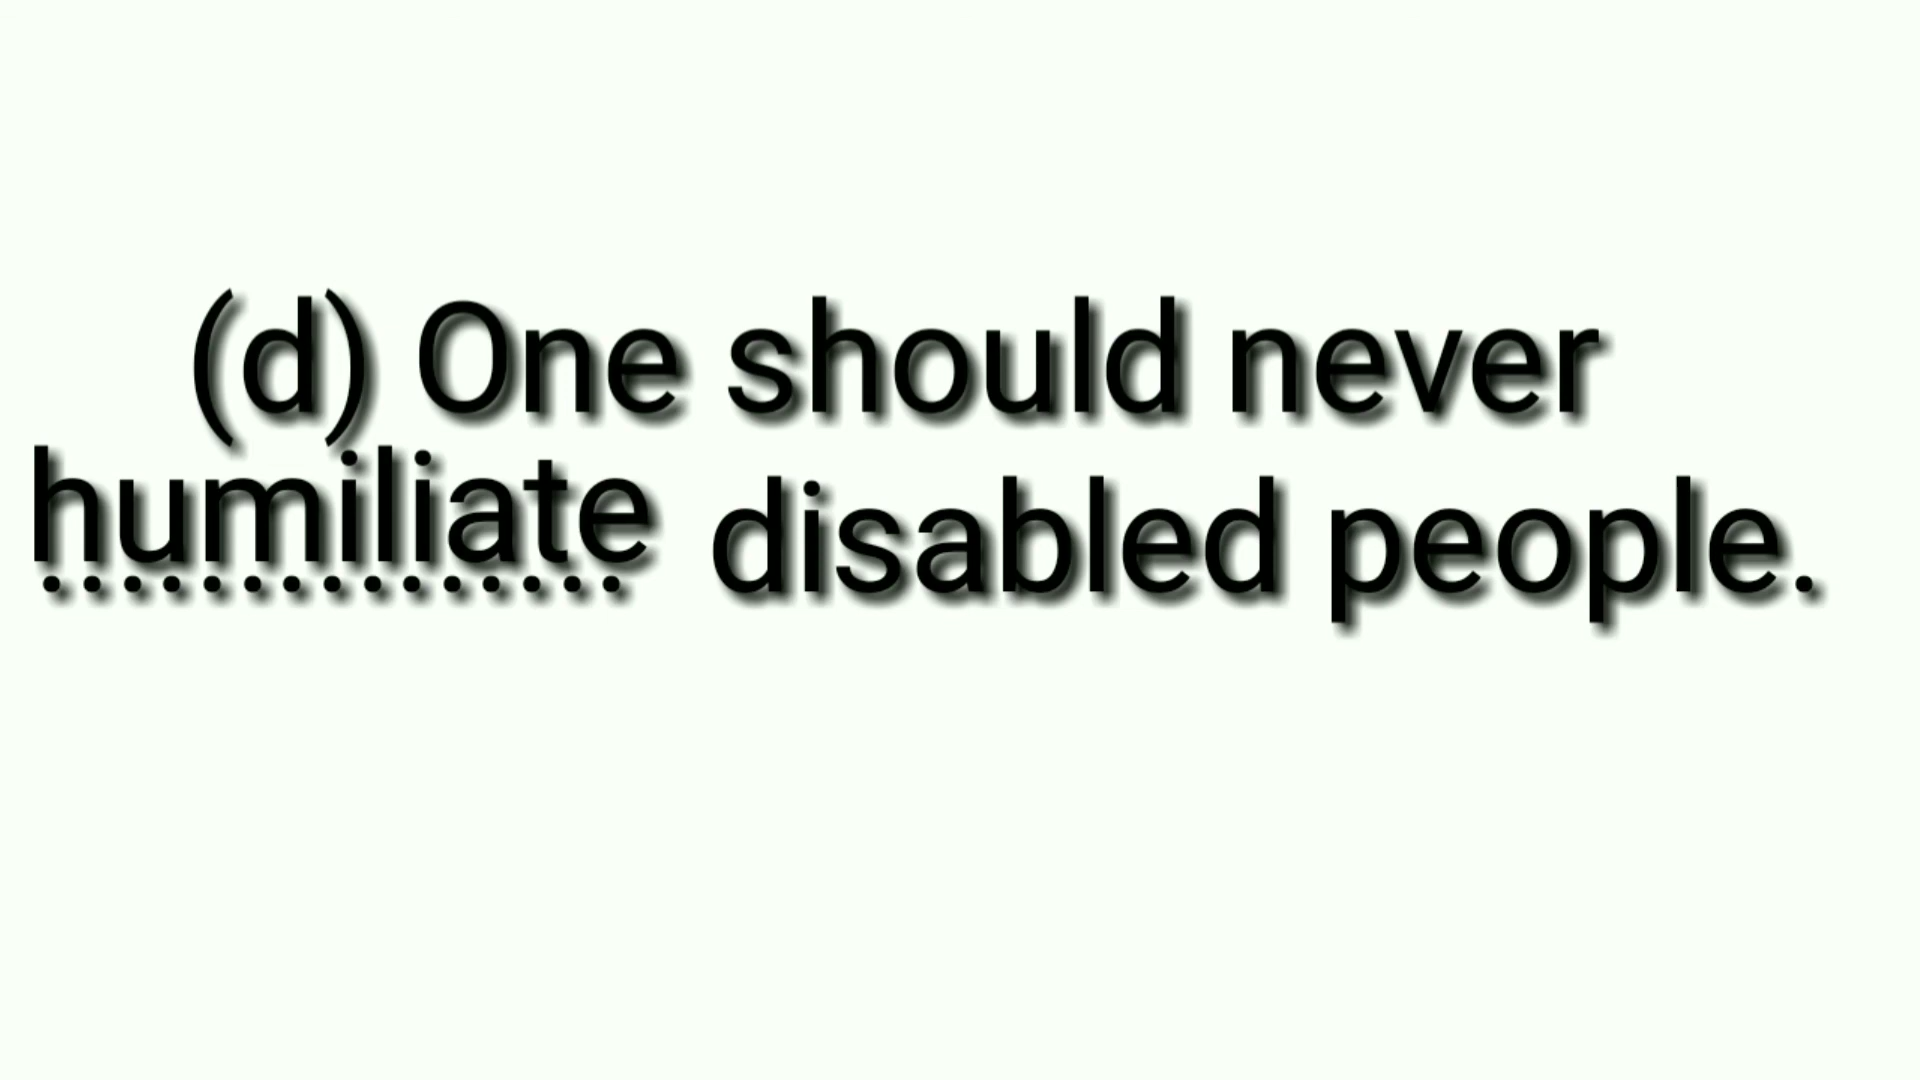 (d) One should never
humiliate disabled people.
...............